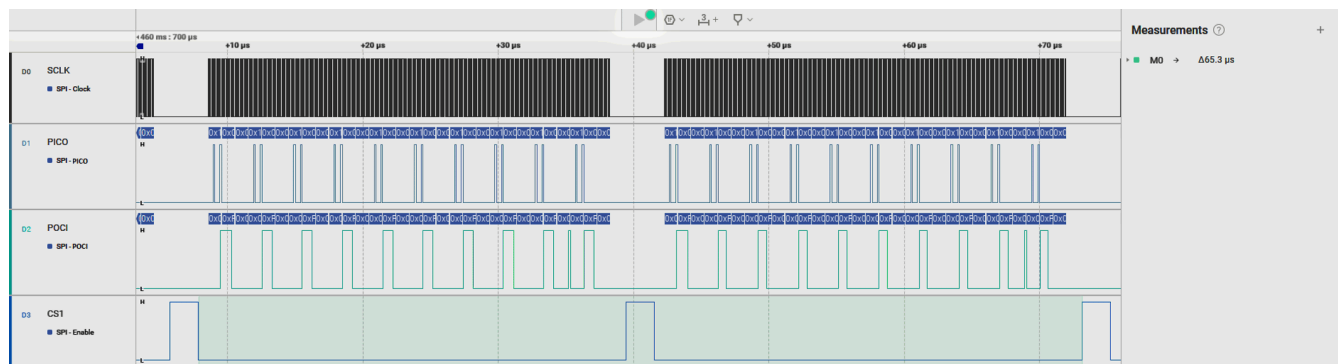 3 +
+460 ms : 700 µs
+10 µs
+20 µs
+30 µs
+40 µs
+50 µs
+60 µs
+70 µs
Measurements ? +
M0 → Δ65.3 µs
D0 SCLK
SPI - Clock
H
L
D1 PICO
SPI - PICO
H
L
D2 POCI
SPI - POCI
H
L
D3 CS1
SPI - Enable
H
L